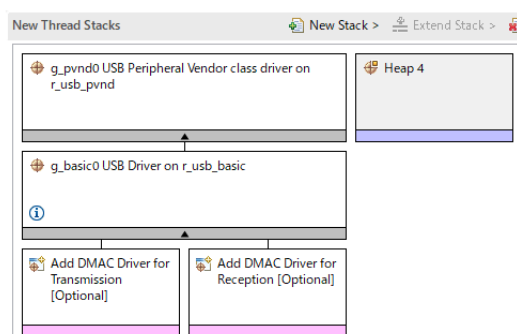 New Thread Stacks
New Stack >
Extend Stack >
g_pvnd0 USB Peripheral Vendor class driver on
r_usb_pvnd
Heap 4
g_basic0 USB Driver on r_usb_basic
Add DMAC Driver for
Transmission
[Optional]
Add DMAC Driver for
Reception [Optional]